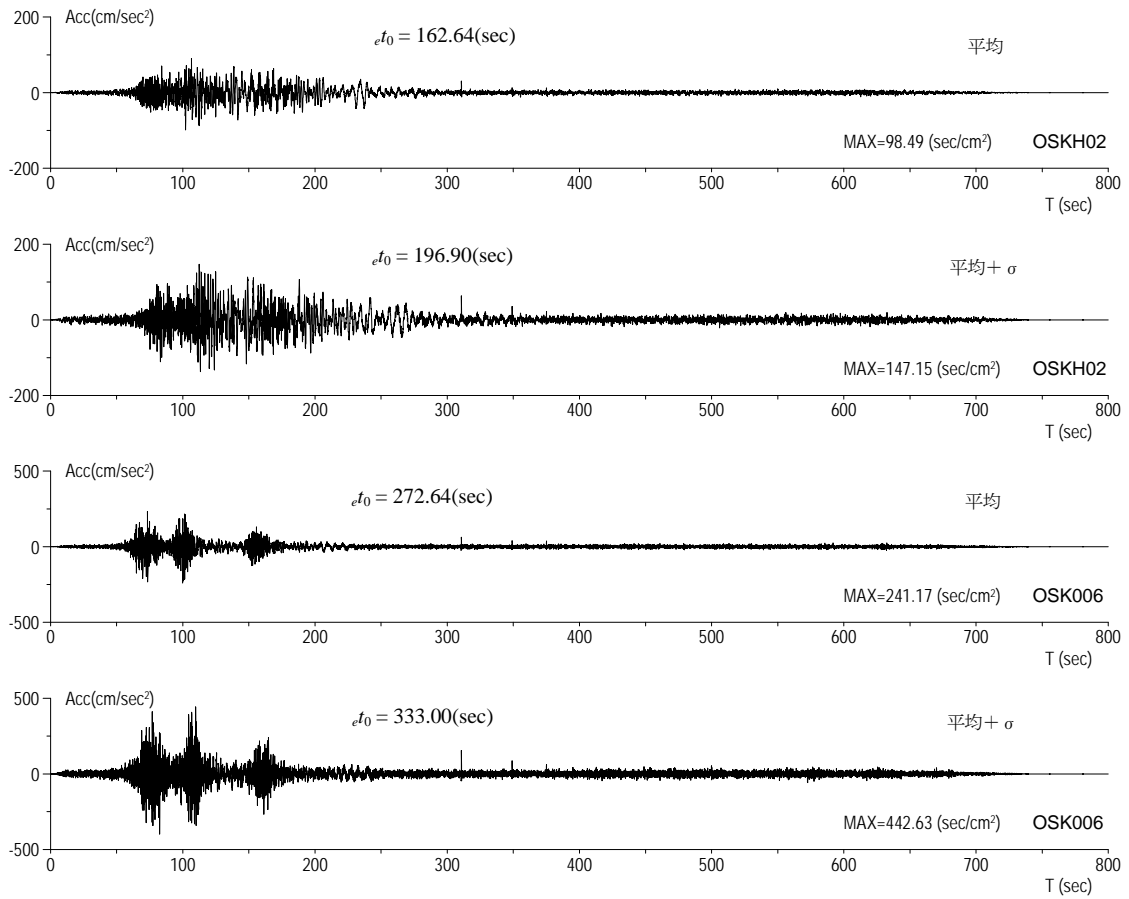 200 Acc(cm/sec²)
ₑt₀ = 162.64(sec)
平均
0
MAX=98.49 (sec/cm²) OSKH02
-200
0 100 200 300 400 500 600 700 800
T (sec)
200 Acc(cm/sec²)
ₑt₀ = 196.90(sec)
平均+ σ
0
MAX=147.15 (sec/cm²) OSKH02
-200
0 100 200 300 400 500 600 700 800
T (sec)
500 Acc(cm/sec²)
ₑt₀ = 272.64(sec)
平均
0
MAX=241.17 (sec/cm²) OSK006
-500
0 100 200 300 400 500 600 700 800
T (sec)
500 Acc(cm/sec²)
ₑt₀ = 333.00(sec)
平均+ σ
0
MAX=442.63 (sec/cm²) OSK006
-500
0 100 200 300 400 500 600 700 800
T (sec)